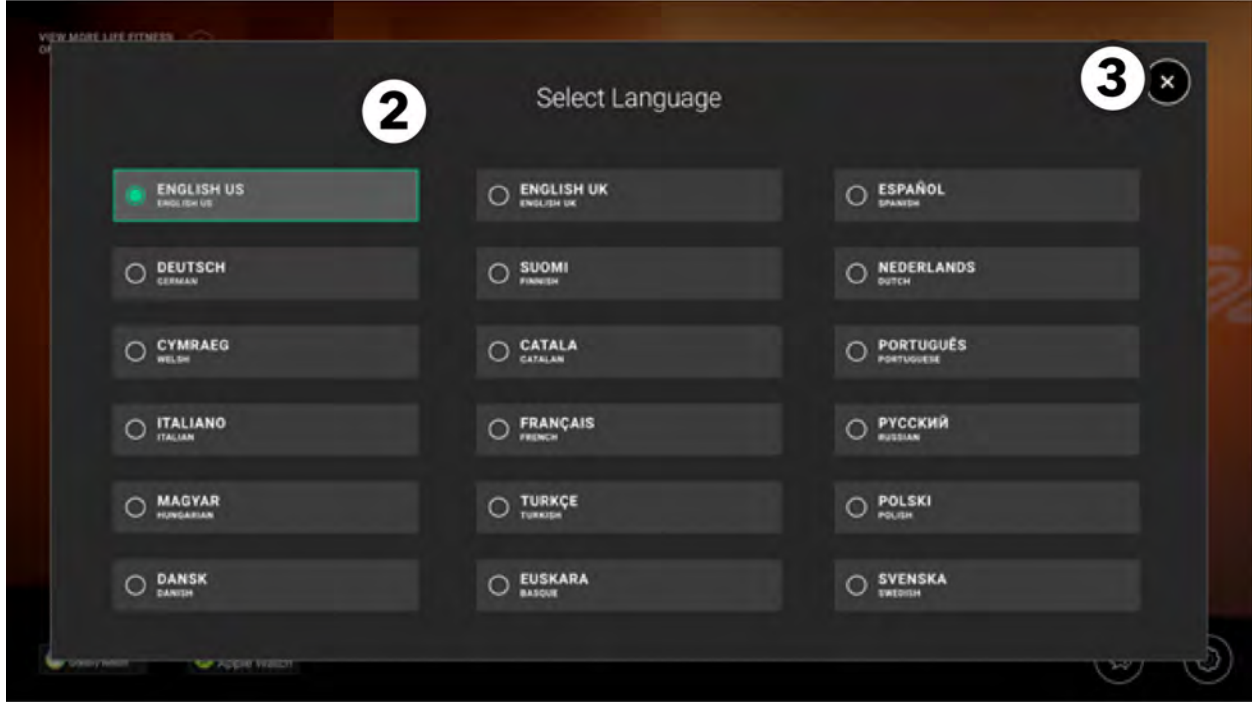 VIEW MORE LIFE FITNESS
2
Select Language
3
ENGLISH US
ENGLISH US
ENGLISH UK
ENGLISH UK
ESPAÑOL
SPANISH
DEUTSCH
GERMAN
SUOMI
FINNISH
NEDERLANDS
DUTCH
CYMRAEG
WELSH
CATALA
CATALAN
PORTUGUÊS
PORTUGUESE
ITALIANO
ITALIAN
FRANÇAIS
FRENCH
РУССКИЙ
RUSSIAN
MAGYAR
HUNGARIAN
TURKÇE
TURKISH
POLSKI
POLISH
DANSK
DANISH
EUSKARA
BASQUE
SVENSKA
SWEDISH
Apple Watch